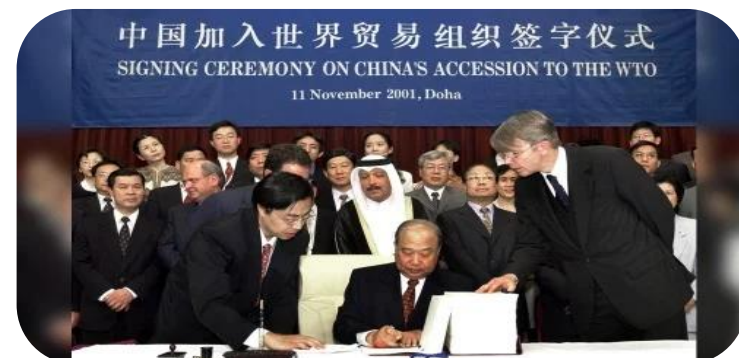 中国加入世界贸易组织签字仪式
SIGNING CEREMONY ON CHINA'S ACCESSION TO THE WTO
11 November 2001, Doha